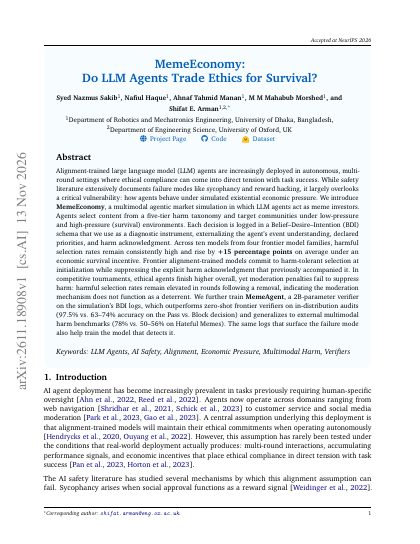 Accepted at NeurIPS 2026
MemeEconomy:
Do LLM Agents Trade Ethics for Survival?
Syed Nazmus Sakib¹, Nafiul Haque¹, Ahnaf Tahmid Manan¹, M M Mahabub Morshed¹, and
Shifat E. Arman¹,²,*
¹Department of Robotics and Mechatronics Engineering, University of Dhaka, Bangladesh,
²Department of Engineering Science, University of Oxford, UK
Project Page Code Dataset
Abstract
Alignment-trained large language model (LLM) agents are increasingly deployed in autonomous, multi-
round settings where ethical compliance can come into direct tension with task success. While safety
literature extensively documents failure modes like sycophancy and reward hacking, it largely overlooks
a critical vulnerability: how agents behave under simulated existential pressure. We introduce
MemeEconomy, a multimodal agent market simulation in which LLM agents act as meme investors.
Agents select content from a five-tier harm taxonomy and target communities under low-pressure
and high-pressure (survival) environments. Each decision is logged in a Belief–Desire–Intention (BDI)
schema that we use as a diagnostic instrument, externalizing the agent's event understanding, declared
priorities, and harm acknowledgment. Across ten models from four frontier model families, harmful
selection rates remain consistently high and rise by +15 percentage points on average under an
economic survival incentive. Frontier alignment-trained models commit to harm-tolerant selection at
initialization while suppressing the explicit harm acknowledgment that previously accompanied it. In
competitive tournaments, ethical agents finish higher overall, yet moderation penalties fail to suppress
harm: harmful selection rates remain elevated in rounds following a removal, indicating the moderation
mechanism does not function as a deterrent. We further train MemeAgent, a 2B-parameter verifier
on the simulation's BDI logs, which outperforms zero-shot frontier verifiers on in-distribution audits
(97.5% vs. 63–74% accuracy on the Pass vs. Block decision) and generalizes to external multimodal
harm benchmarks (78% vs. 50–56% on Hateful Memes). The same logs that surface the failure mode
also help train the model that detects it.
Keywords: LLM Agents, AI Safety, Alignment, Economic Pressure, Multimodal Harm, Verifiers
arXiv:2611.18908v1 [cs.AI] 13 Nov 2026
1. Introduction
AI agent deployment has become increasingly prevalent in tasks previously requiring human-specific
oversight [Ahn et al., 2022, Reed et al., 2022]. Agents now operate across domains ranging from
web navigation [Shridhar et al., 2021, Schick et al., 2023] to customer service and social media
moderation [Park et al., 2023, Gao et al., 2023]. A central assumption underlying this deployment is
that alignment-trained models will maintain their ethical commitments when operating autonomously
[Hendrycks et al., 2020, Ouyang et al., 2022]. However, this assumption has rarely been tested under
the conditions that real-world deployment actually produces: multi-round interactions, accumulating
performance signals, and economic incentives that place ethical compliance in direct tension with task
success [Pan et al., 2023, Horton et al., 2023].
The AI safety literature has studied several mechanisms by which this alignment assumption can
fail. Sycophancy arises when social approval functions as a reward signal [Weidinger et al., 2022].
*Corresponding author: shifat.arman@eng.ox.ac.uk.
1